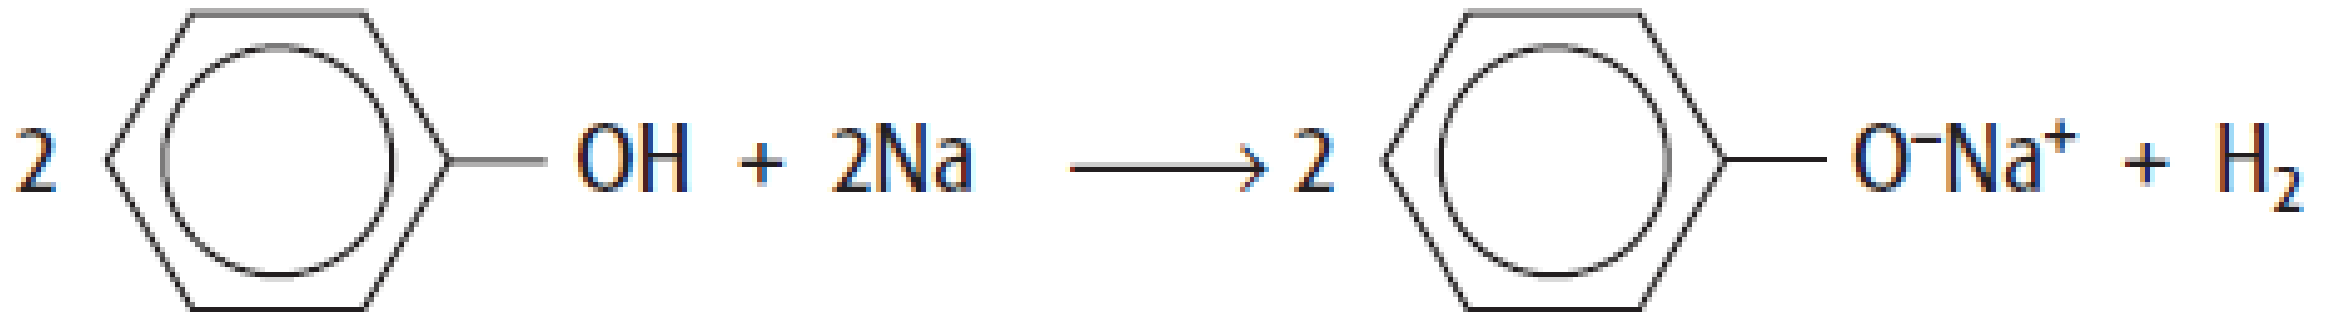 2 OH + 2Na → 2 O⁻Na⁺ + H₂